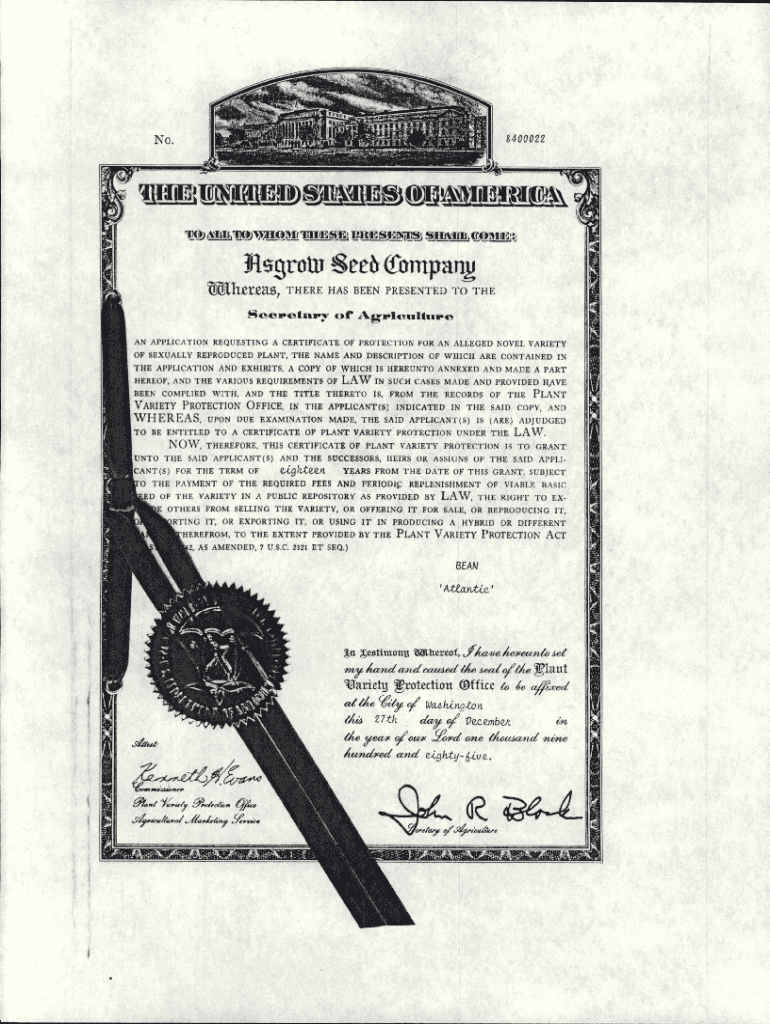 No. 8400022
THE UNITED STATES OF AMERICA
TO ALL TO WHOM THESE PRESENTS SHALL COME:
Asgrow Seed Company
Whereas, THERE HAS BEEN PRESENTED TO THE
Secretary of Agriculture
AN APPLICATION REQUESTING A CERTIFICATE OF PROTECTION FOR AN ALLEGED NOVEL VARIETY
OF SEXUALLY REPRODUCED PLANT, THE NAME AND DESCRIPTION OF WHICH ARE CONTAINED IN
THE APPLICATION AND EXHIBITS, A COPY OF WHICH IS HEREUNTO ANNEXED AND MADE A PART
HEREOF, AND THE VARIOUS REQUIREMENTS OF LAW IN SUCH CASES MADE AND PROVIDED HAVE
BEEN COMPLIED WITH, AND THE TITLE THERETO IS, FROM THE RECORDS OF THE PLANT
VARIETY PROTECTION OFFICE, IN THE APPLICANT(S) INDICATED IN THE SAID COPY, AND
WHEREAS, UPON DUE EXAMINATION MADE, THE SAID APPLICANT(S) IS (ARE) ADJUDGED
TO BE ENTITLED TO A CERTIFICATE OF PLANT VARIETY PROTECTION UNDER THE LAW.
NOW, THEREFORE, THIS CERTIFICATE OF PLANT VARIETY PROTECTION IS TO GRANT
UNTO THE SAID APPLICANT(S) AND THE SUCCESSORS, HEIRS OR ASSIGNS OF THE SAID APPLI-
CANT(S) FOR THE TERM OF eighteen YEARS FROM THE DATE OF THIS GRANT, SUBJECT
TO THE PAYMENT OF THE REQUIRED FEES AND PERIODIC REPLENISHMENT OF VIABLE BASIC
EED OF THE VARIETY IN A PUBLIC REPOSITORY AS PROVIDED BY LAW, THE RIGHT TO EX-
DE OTHERS FROM SELLING THE VARIETY, OR OFFERING IT FOR SALE, OR REPRODUCING IT,
ORTING IT, OR EXPORTING IT, OR USING IT IN PRODUCING A HYBRID OR DIFFERENT
THEREFROM, TO THE EXTENT PROVIDED BY THE PLANT VARIETY PROTECTION ACT
42, AS AMENDED, 7 U.S.C. 2321 ET SEQ.)
BEAN
'Atlantic'
In Testimony Whereof, I have hereunto set
my hand and caused the seal of the Plant
Variety Protection Office to be affixed
at the City of Washington
this 27th day of December in
the year of our Lord one thousand nine
hundred and eighty-five.
Attest:
Kenneth H. Evans
Commissioner
Plant Variety Protection Office
Agricultural Marketing Service
John R Block
Secretary of Agriculture